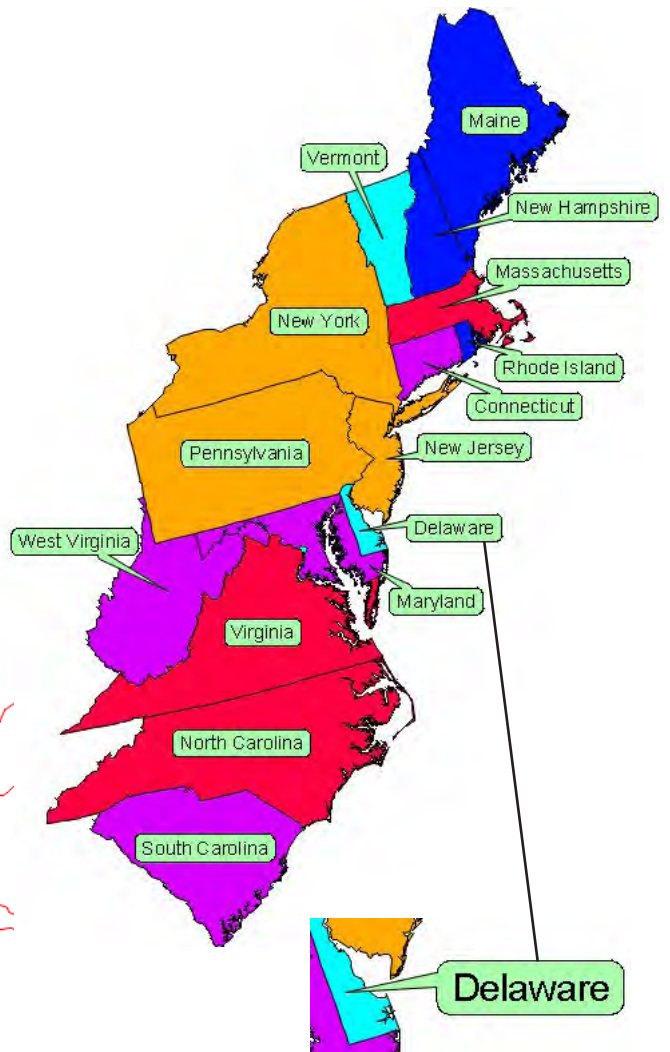 Maine
Vermont
New Hampshire
Massachusetts
New York
Rhode Island
Connecticut
New Jersey
Pennsylvania
Delaware
West Virginia
Maryland
Virginia
North Carolina
South Carolina
Delaware